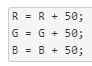 R = R + 50;
G = G + 50;
B = B + 50;